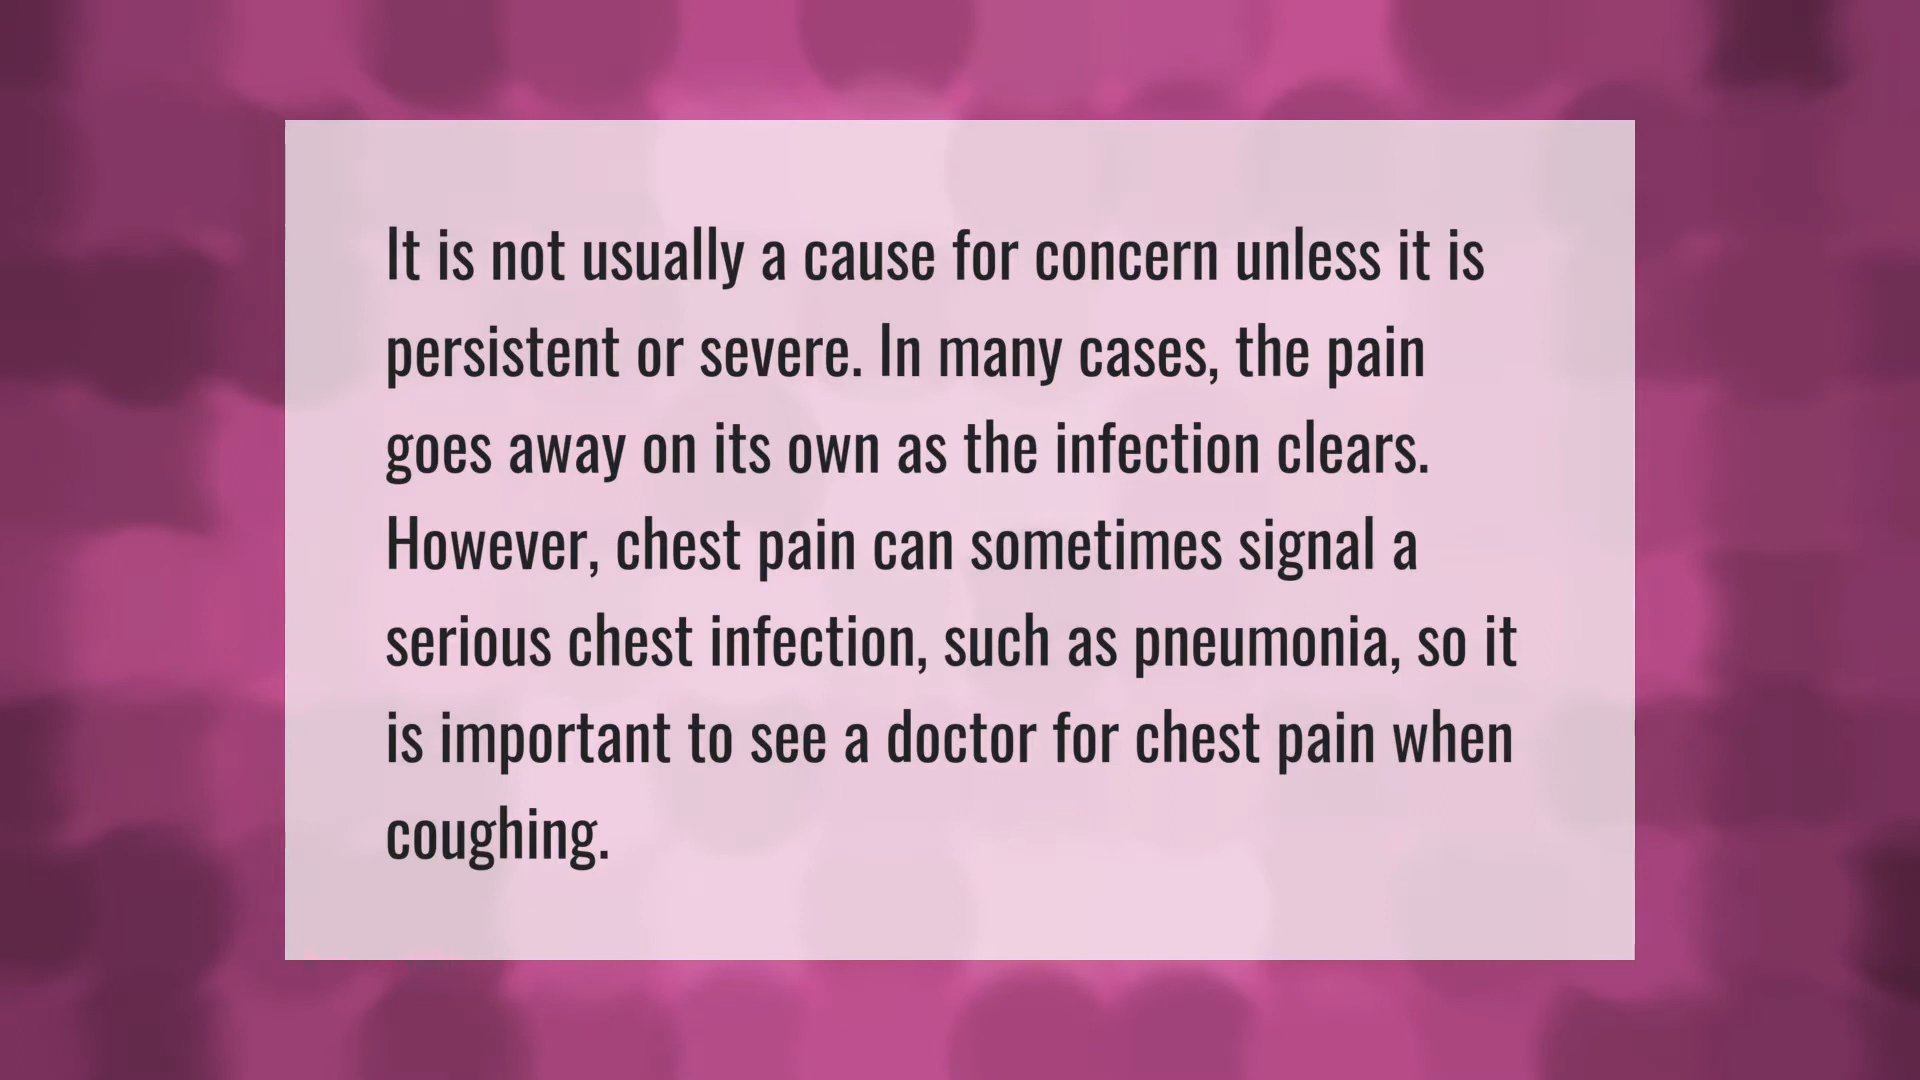 It is not usually a cause for concern unless it is
persistent or severe. In many cases, the pain
goes away on its own as the infection clears.
However, chest pain can sometimes signal a
serious chest infection, such as pneumonia, so it
is important to see a doctor for chest pain when
coughing.